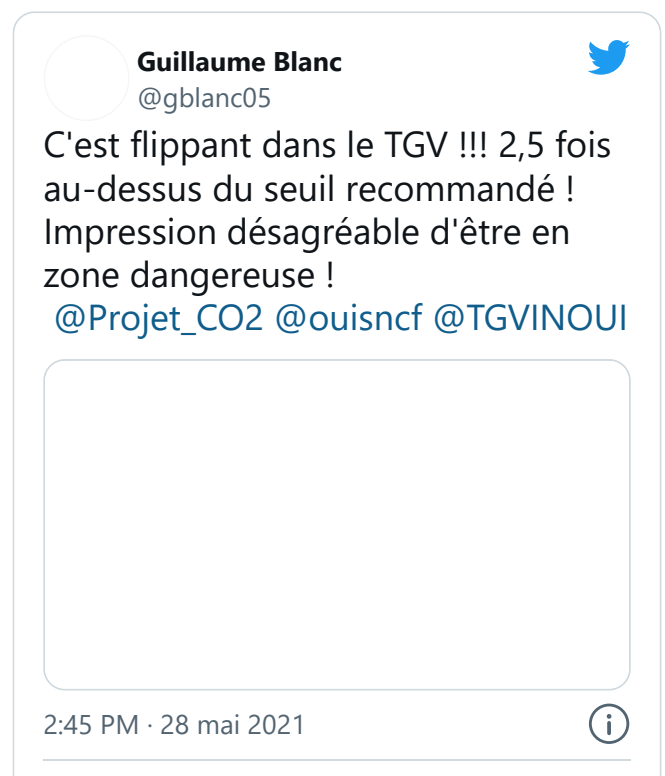 Guillaume Blanc
@gblanc05
C'est flippant dans le TGV !!! 2,5 fois
au-dessus du seuil recommandé !
Impression désagréable d'être en
zone dangereuse !
@Projet_CO2 @ouisncf @TGVINOUI
2:45 PM · 28 mai 2021